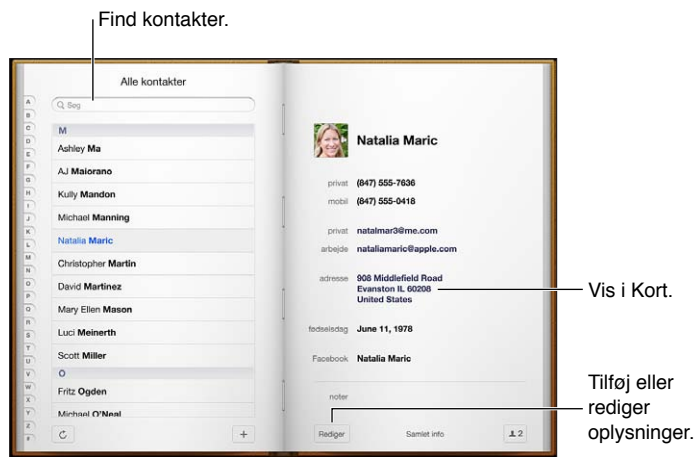 Find kontakter.
Alle kontakter
Søg
A
B
C
D
E
F
G
H
I
J
K
L
M
N
O
P
Q
R
S
T
U
V
W
X
Y
Z
#
M
Ashley Ma
AJ Maiorano
Kully Mandon
Michael Manning
Natalia Maric
Christopher Martin
David Martinez
Mary Ellen Mason
Luci Meinerth
Scott Miller
O
Fritz Ogden
Michael O'Neal
Natalia Maric
privat (847) 555-7636
mobil (847) 555-0418
privat natalmar3@me.com
arbejde nataliamaric@apple.com
adresse 908 Middlefield Road
Evanston IL 60208
United States
fødselsdag June 11, 1978
Facebook Natalia Maric
noter
Rediger Samlet info 2
Vis i Kort.
Tilføj eller
rediger
oplysninger.